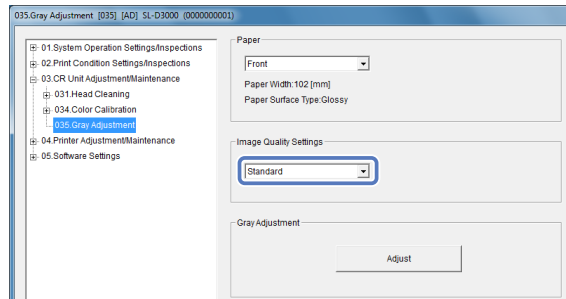 035.Gray Adjustment [035] [AD] SL-D3000 (0000000001)
01.System Operation Settings/Inspections
02.Print Condition Settings/Inspections
03.CR Unit Adjustment/Maintenance
031.Head Cleaning
034.Color Calibration
035.Gray Adjustment
04.Printer Adjustment/Maintenance
05.Software Settings
Paper
Front
Paper Width:102 [mm]
Paper Surface Type:Glossy
Image Quality Settings
Standard
Gray Adjustment
Adjust